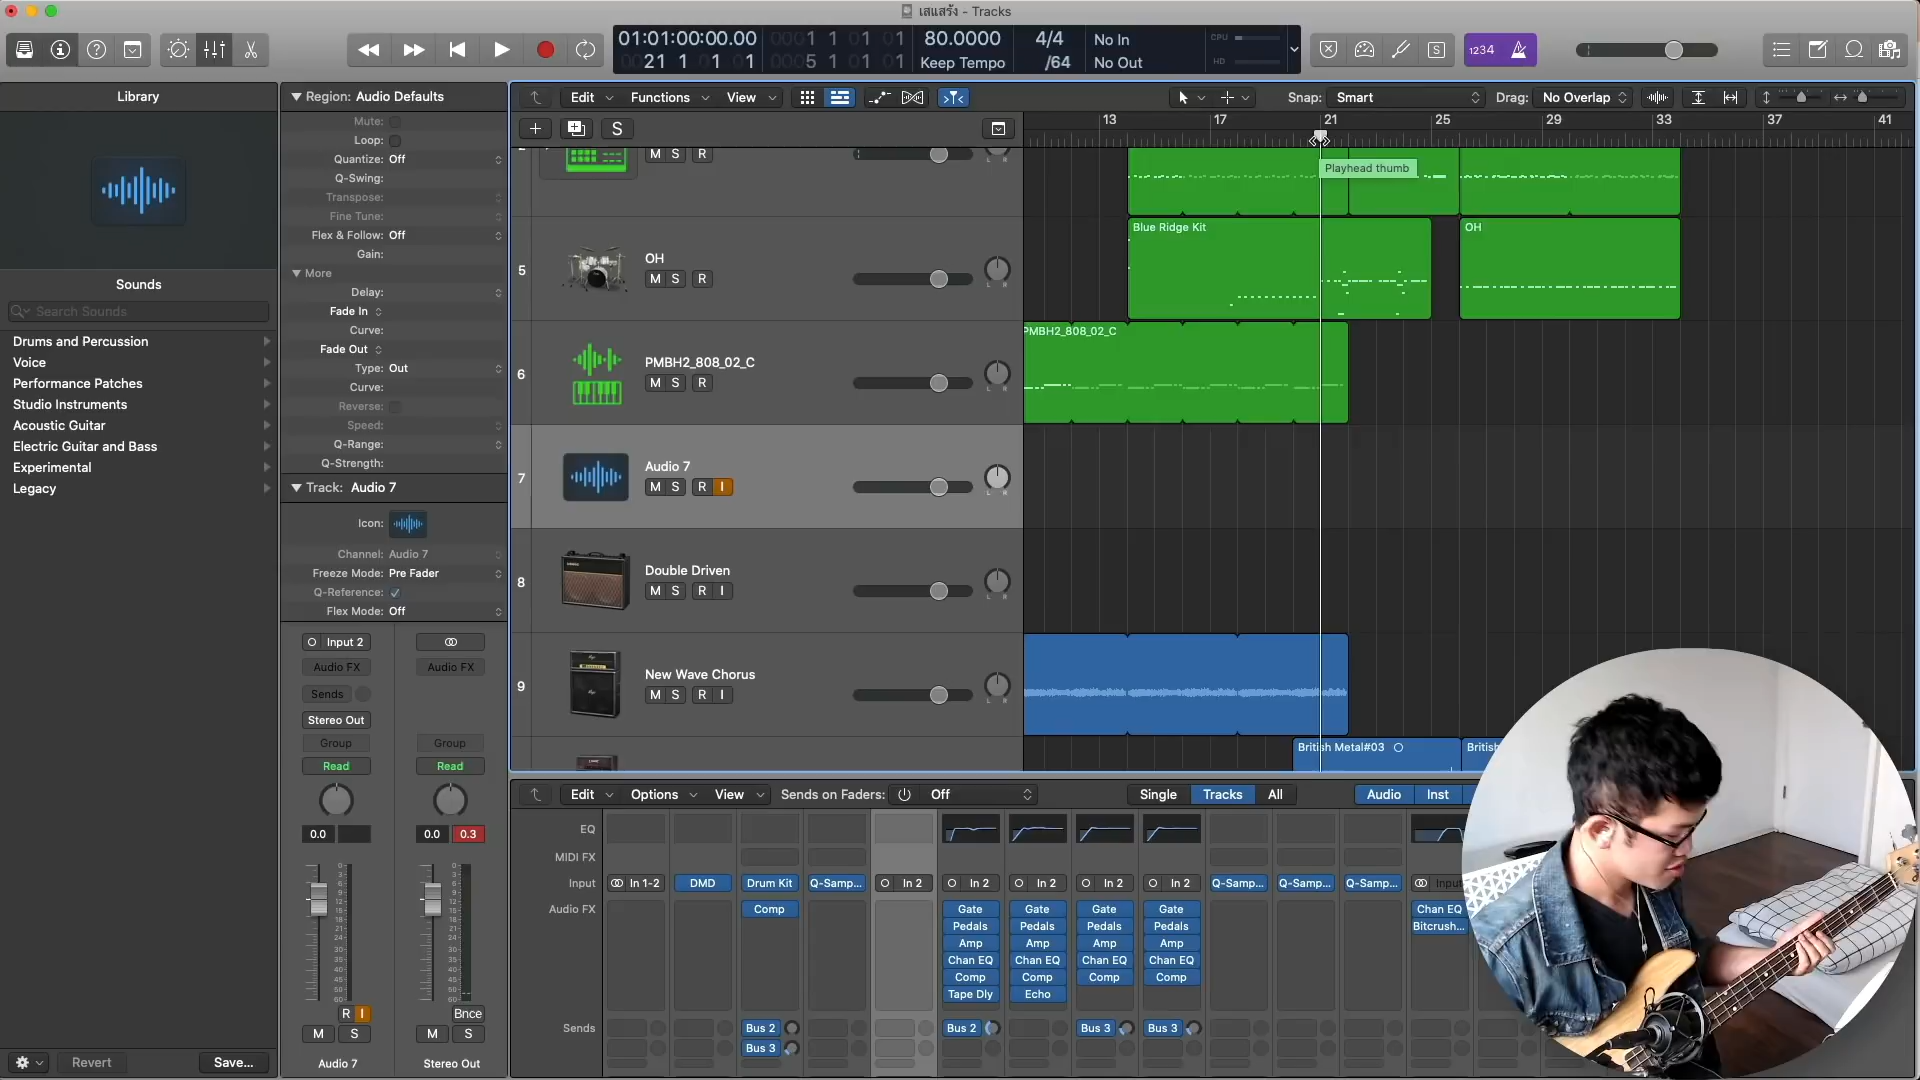 เสแสรัง - Tracks
01:01:00:00.00
21 1 1 1
0001 1 01 01
0005 1 01 01
80.0000
Keep Tempo
4/4
/64
No In
No Out
CPU
HD
S
1234
Library
Sounds
Search Sounds
Drums and Percussion
Voice
Performance Patches
Studio Instruments
Acoustic Guitar
Electric Guitar and Bass
Experimental
Legacy
Revert
Save...
Region: Audio Defaults
Mute:
Loop:
Quantize: Off
Q-Swing:
Transpose:
Fine Tune:
Flex & Follow: Off
Gain:
More
Delay:
Fade In
Curve:
Fade Out
Type: Out
Curve:
Reverse:
Speed:
Q-Range:
Q-Strength:
Track: Audio 7
Icon:
Channel: Audio 7
Freeze Mode: Pre Fader
Q-Reference:
Flex Mode: Off
Input 2
Audio FX
Audio FX
Sends
Stereo Out
Group
Group
Read
Read
0.0
0.0
0.3
R I
Bnce
M S
M S
Audio 7
Stereo Out
Edit
Functions
View
Snap: Smart
Drag: No Overlap
S
13 17 21 25 29 33 37 41
Playhead thumb
M S R
5
OH
M S R
Blue Ridge Kit
OH
6
PMBH2_808_02_C
M S R
PMBH2_808_02_C
7
Audio 7
M S R I
8
Double Driven
M S R I
9
New Wave Chorus
M S R I
British Metal#03
British
Edit
Options
View
Sends on Faders:
Off
Single
Tracks
All
Audio
Inst
EQ
MIDI FX
Input
In 1-2
DMD
Drum Kit
Q-Samp...
In 2
In 2
In 2
In 2
In 2
Q-Samp...
Q-Samp...
Q-Samp...
Audio FX
Comp
Gate
Gate
Gate
Gate
Chan EQ
Pedals
Pedals
Pedals
Pedals
Bitcrush...
Amp
Amp
Amp
Amp
Chan EQ
Chan EQ
Chan EQ
Chan EQ
Comp
Comp
Comp
Comp
Tape Dly
Echo
Sends
Bus 2
Bus 2
Bus 3
Bus 3
Bus 3